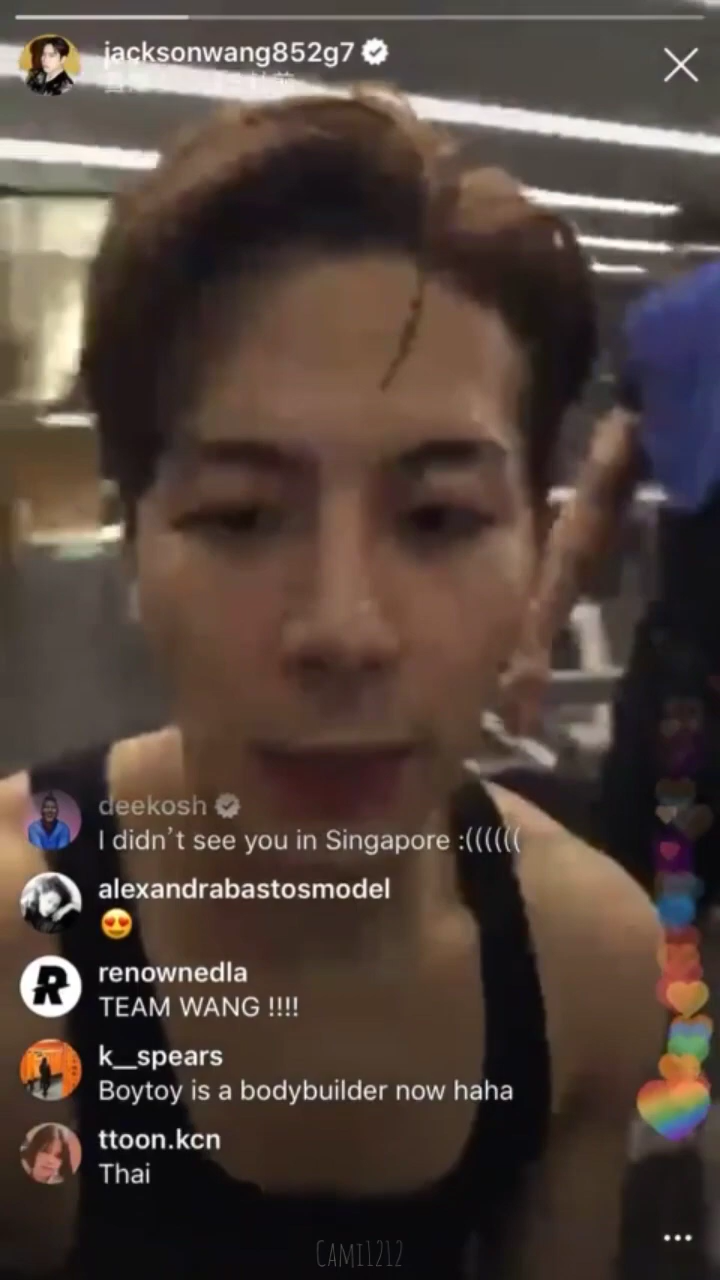 jacksonwang852g7
deekosh
I didn't see you in Singapore :((((((
alexandrabastosmodel
😍
renownedla
TEAM WANG !!!!
k__spears
Boytoy is a bodybuilder now haha
ttoon.kcn
Thai
CAMI1212